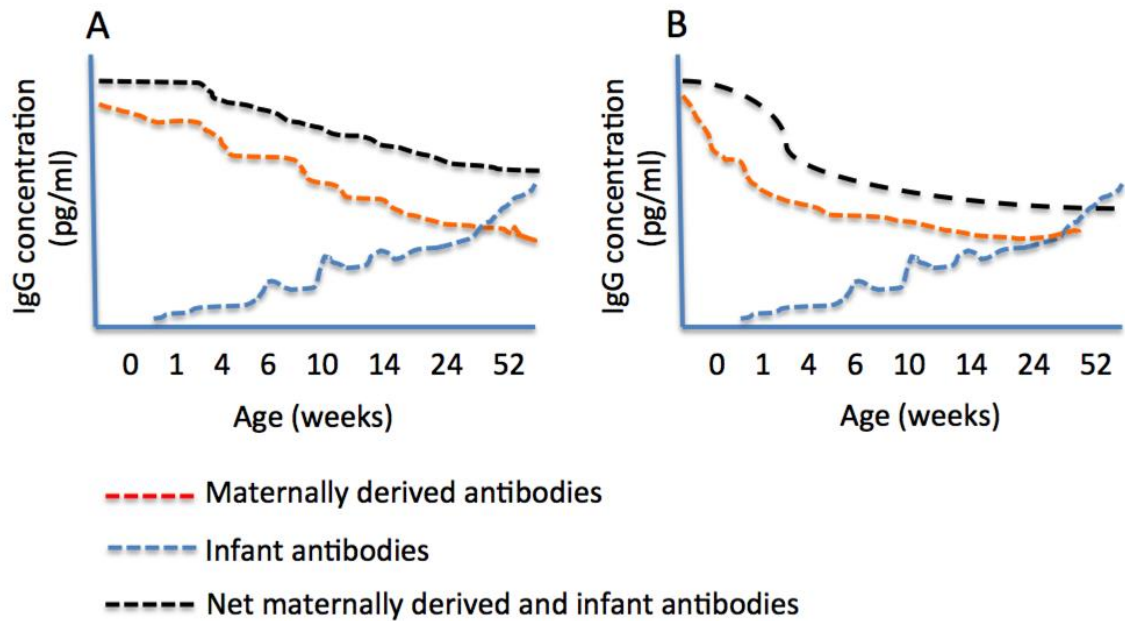 A
IgG concentration
(pg/ml)
0 1 4 6 10 14 24 52
Age (weeks)
B
IgG concentration
(pg/ml)
0 1 4 6 10 14 24 52
Age (weeks)
Maternally derived antibodies
Infant antibodies
Net maternally derived and infant antibodies